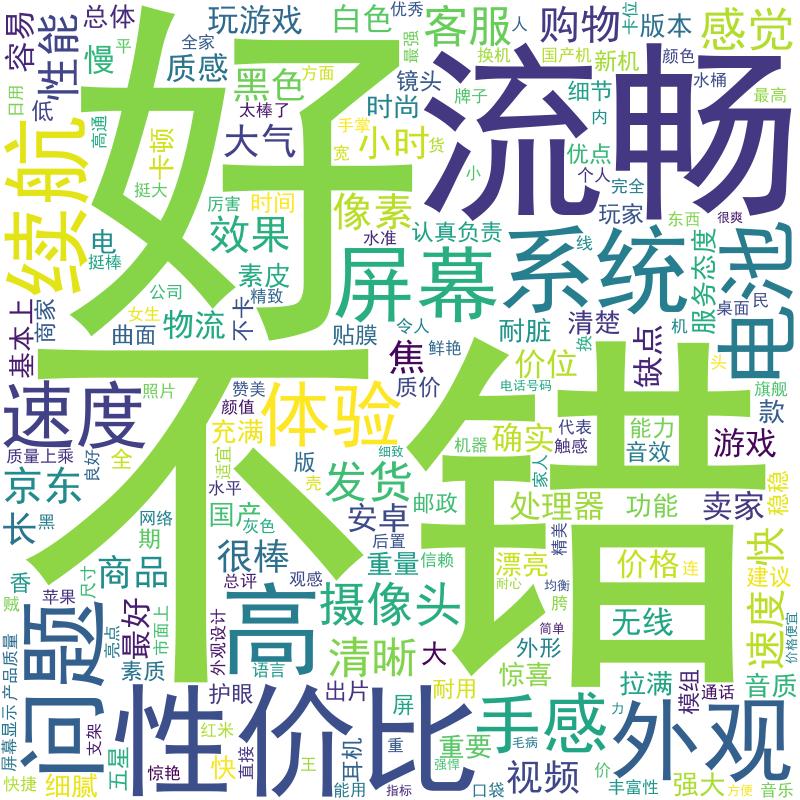 容易
总体
玩游戏
白色
优秀
人
客服
购物
卡位
版本
感觉
性能
慢
平
全家
质感
黑色
方面
最强
镜头
换机
国产机
新机
颜色
水桶
日用
高通
太棒了
时尚
牌子
细节
最高
好
流畅
续航
卡顿
挺大
大气
手掌
宽
小时
货
小
优点
内
个人
完全
玩家
东西
很爽
厉害
时间
像素
效果
电
挺棒
水准
认真负责
系统
线
服务态度
电池
素皮
屏幕
公司
精致
女生
商家
基本上
曲面
物流
不卡
贴膜
令人
鲜艳
耐脏
清楚
换
机
桌面
民
焦
价位
缺点
头
不错
速度
照片
赞美
颜值
质价
电话号码
旗舰
款
体验
充满
适宜
质量上乘
良好
全
细致
机器
确实
代表
触感
能力
音效
游戏
家人
京东
版
水平
壳
发货
邮政
处理器
功能
卖家
稳稳
长
黑
网络
期
国产
灰色
安卓
后置
很棒
重量
信赖
漂亮
精美
价格
连
快
建议
香
贼
苹果
尺寸
商品
总评
观感
耐心
均衡
胯
高
摄像头
无线
简单
速度
价格便宜
问题
亮点
最好
市面上
素质
外观设计
语言
清晰
大
外形
惊喜
拉满
模组
通话
音质
屏幕显示
产品质量
支架
护眼
出片
屏
耐用
性价比
手感
外观
五星
惊艳
红米
快
直接
王
耳机
能用
重
重要
毛病
强悍
视频
力
价
丰富性
强大
方便
音乐
快捷
细腻
指标
口袋